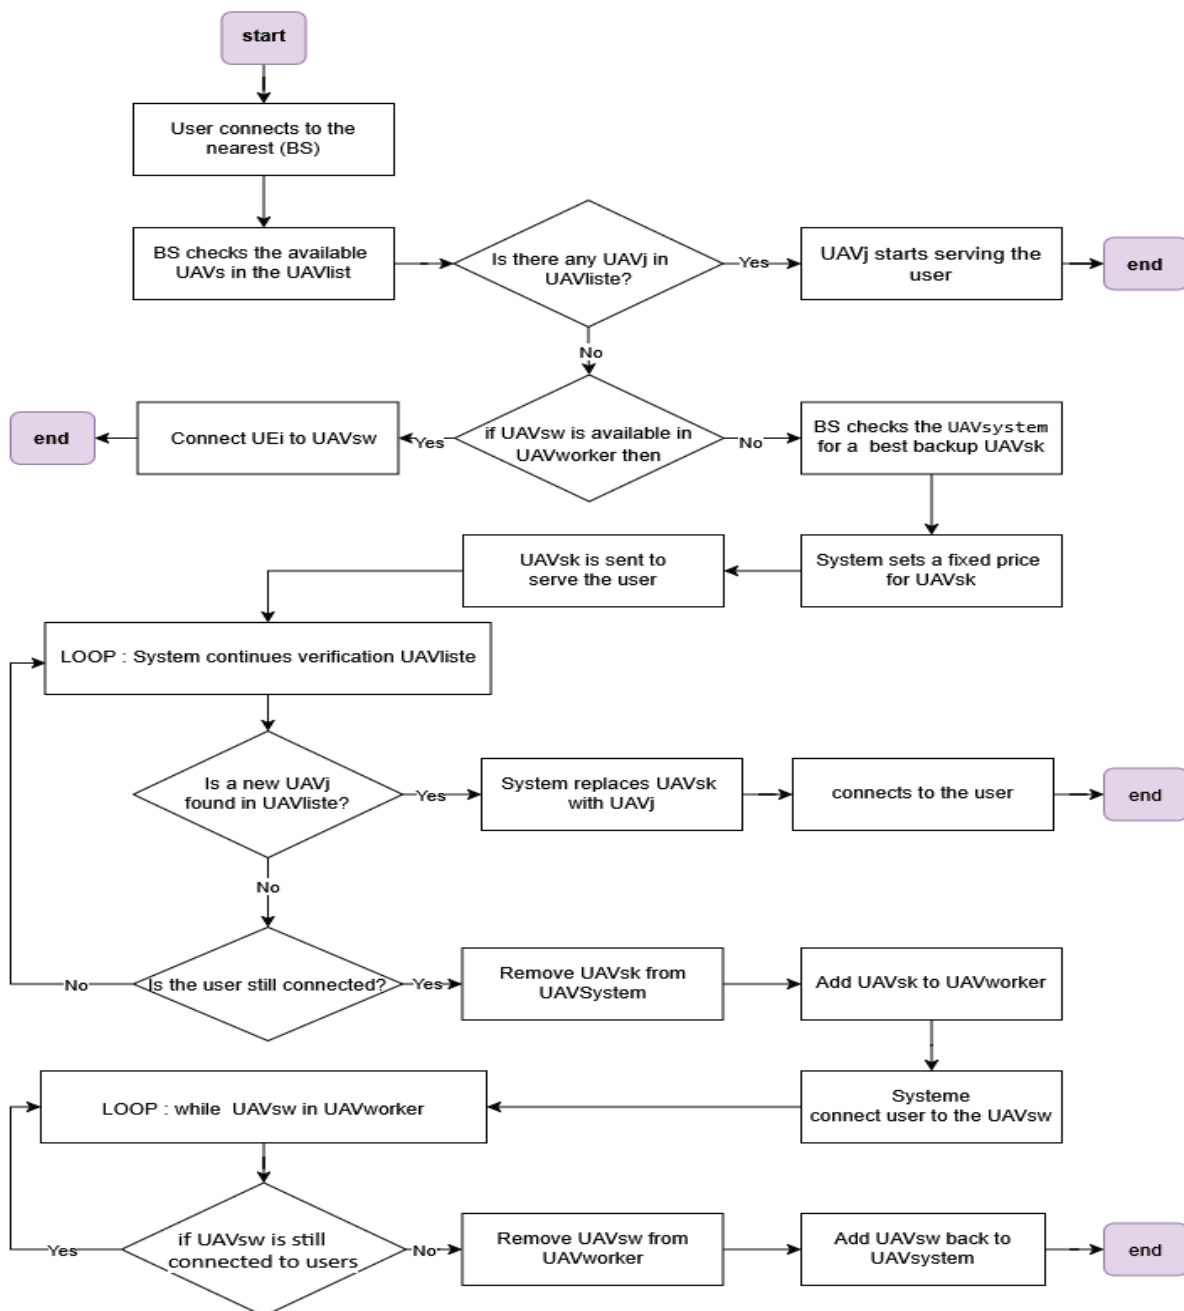 start
User connects to the
nearest (BS)
BS checks the available
UAVs in the UAVlist
Is there any UAVj in
UAVliste?
Yes
UAVj starts serving the
user
end
No
end
Connect UEi to UAVsw
Yes
if UAVsw is available in
UAVworker then
No
BS checks the UAVsystem
for a best backup UAVsk
UAVsk is sent to
serve the user
System sets a fixed price
for UAVsk
LOOP : System continues verification UAVliste
Is a new UAVj
found in UAVliste?
Yes
System replaces UAVsk
with UAVj
connects to the user
end
No
No
Is the user still connected?
Yes
Remove UAVsk from
UAVSystem
Add UAVsk to UAVworker
LOOP : while UAVsw in UAVworker
Systeme
connect user to the UAVsw
Yes
if UAVsw is still
connected to users
No
Remove UAVsw from
UAVworker
Add UAVsw back to
UAVsystem
end